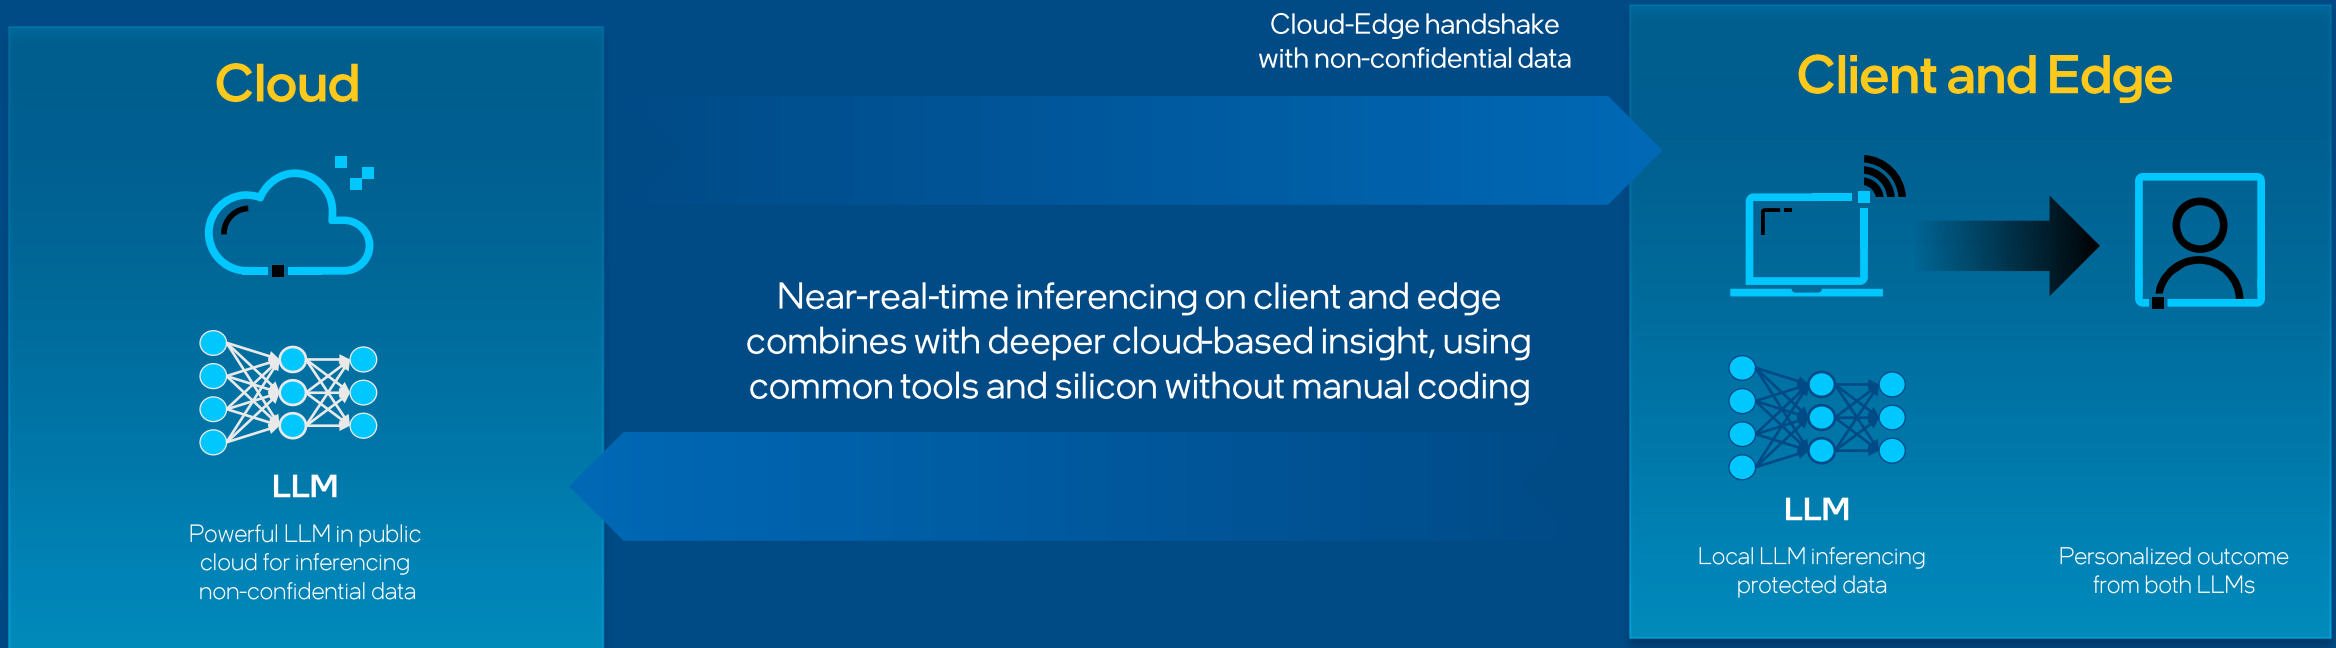 Cloud
LLM
Powerful LLM in public
cloud for inferencing
non-confidential data
Cloud-Edge handshake
with non-confidential data
Near-real-time inferencing on client and edge
combines with deeper cloud-based insight, using
common tools and silicon without manual coding
Client and Edge
LLM
Local LLM inferencing
protected data
Personalized outcome
from both LLMs